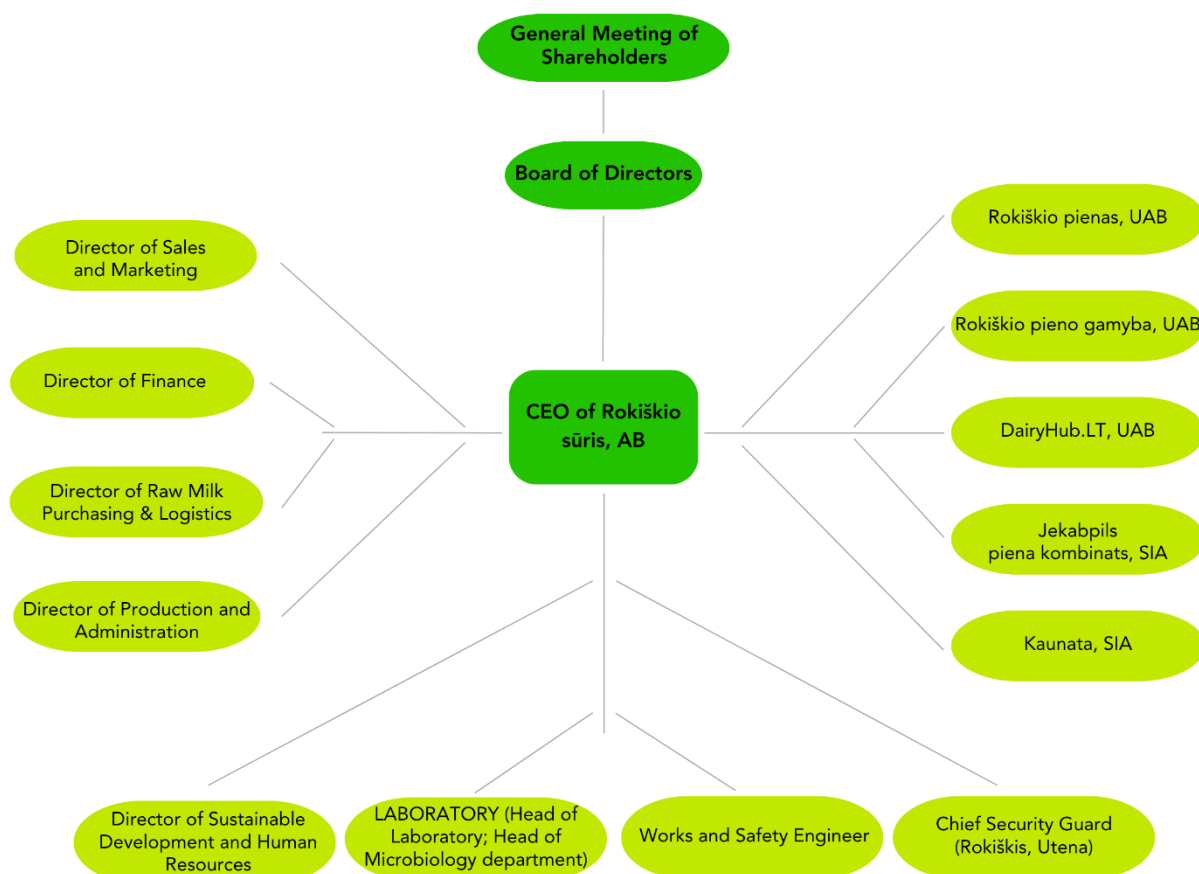 General Meeting of
Shareholders
Board of Directors
Director of Sales
and Marketing
Director of Finance
Director of Raw Milk
Purchasing & Logistics
Director of Production and
Administration
CEO of Rokiškio
sūris, AB
Rokiškio pienas, UAB
Rokiškio pieno gamyba, UAB
DairyHub.LT, UAB
Jekabpils
piena kombinats, SIA
Kaunata, SIA
Director of Sustainable
Development and Human
Resources
LABORATORY (Head of
Laboratory; Head of
Microbiology department)
Works and Safety Engineer
Chief Security Guard
(Rokiškis, Utena)